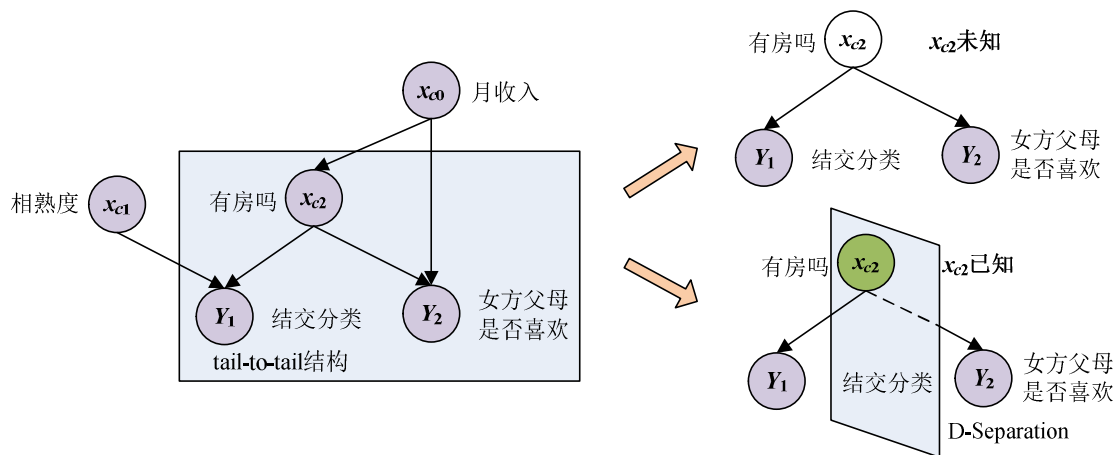 x_c0 月收入
相熟度 x_c1
有房吗 x_c2
Y_1 结交分类
Y_2 女方父母
是否喜欢
tail-to-tail结构
有房吗 x_c2 x_c2未知
Y_1 结交分类
Y_2 女方父母
是否喜欢
有房吗 x_c2 x_c2已知
Y_1 结交分类
Y_2 女方父母
是否喜欢
D-Separation